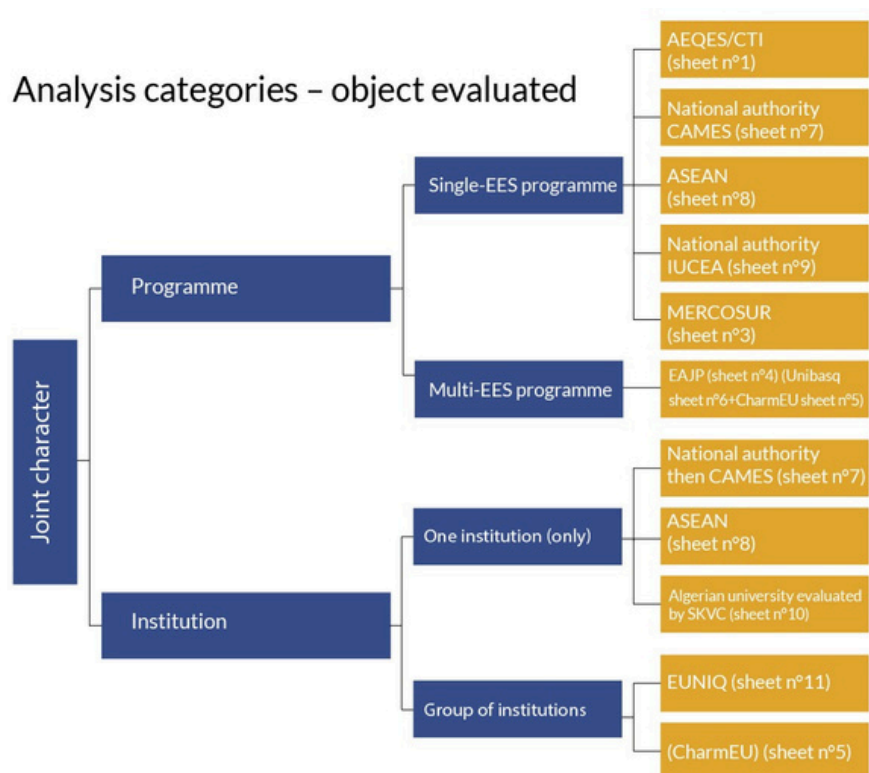 Analysis categories – object evaluated
Joint character
Programme
Single-EES programme
AEQES/CTI
(sheet n°1)
National authority
CAMES (sheet n°7)
ASEAN
(sheet n°8)
National authority
IUCEA (sheet n°9)
MERCOSUR
(sheet n°3)
Multi-EES programme
EAJP (sheet n°4) (Unibasq
sheet n°6+CharmEU sheet n°5)
Institution
One institution (only)
National authority
then CAMES (sheet n°7)
ASEAN
(sheet n°8)
Algerian university evaluated
by SKVC (sheet n°10)
Group of institutions
EUNIQ (sheet n°11)
(CharmEU) (sheet n°5)